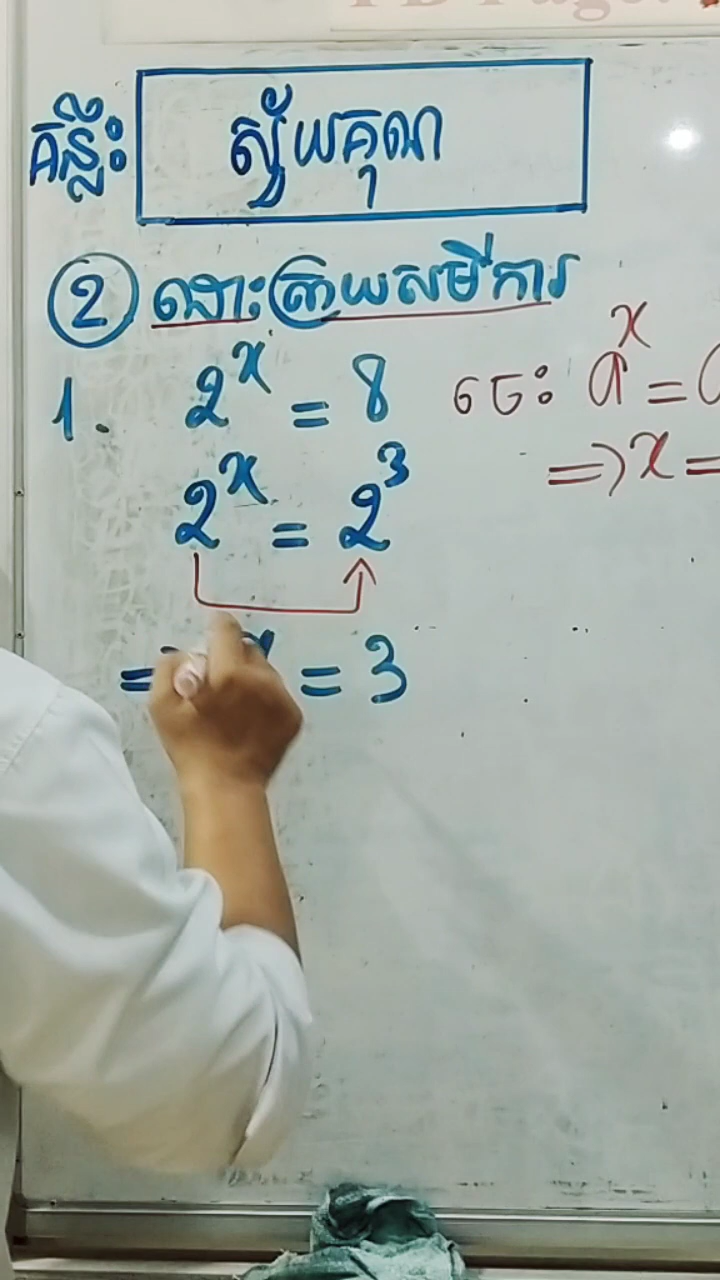 គន្លឹះ ស្វ័យគុណ
② ដោះស្រាយសមីការ
1. 2^x = 8
2^x = 2^3
= 3
ចេះ a^x =
=> x =